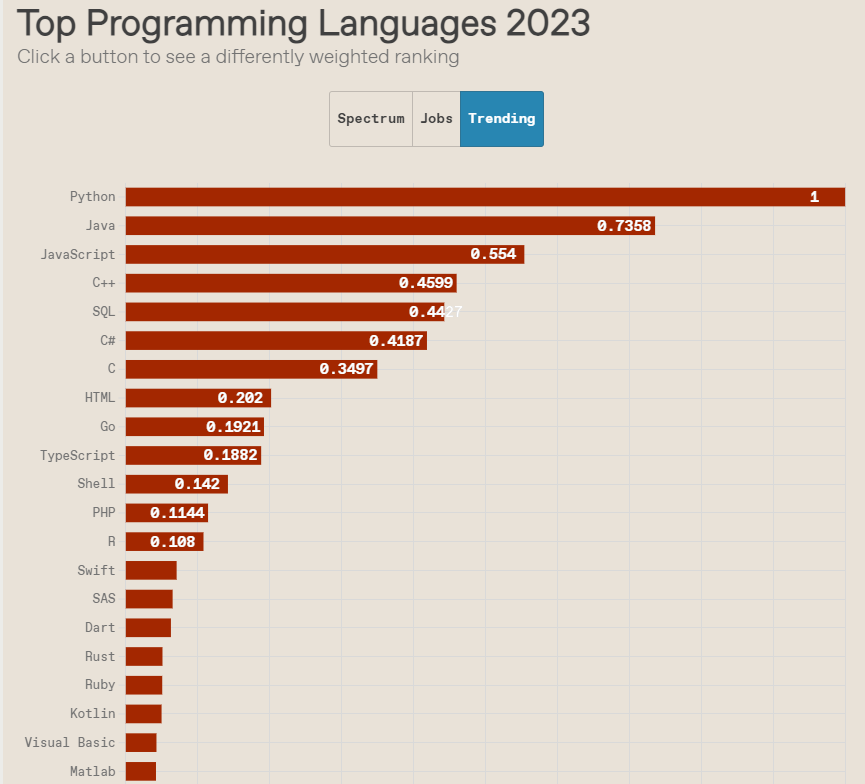 Top Programming Languages 2023
Click a button to see a differently weighted ranking
Spectrum Jobs Trending
Python 1
Java 0.7358
JavaScript 0.554
C++ 0.4599
SQL 0.4427
C# 0.4187
C 0.3497
HTML 0.202
Go 0.1921
TypeScript 0.1882
Shell 0.142
PHP 0.1144
R 0.108
Swift
SAS
Dart
Rust
Ruby
Kotlin
Visual Basic
Matlab